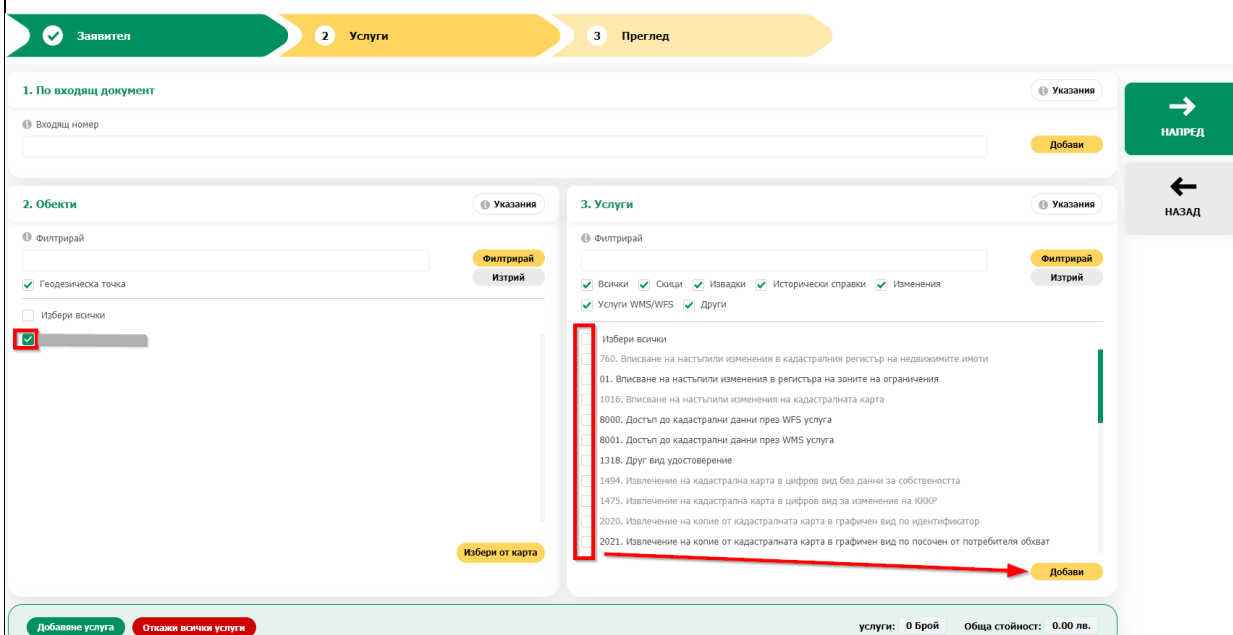 Заявител
2 Услуги
3 Преглед
1. По входящ документ
Указания
Входящ номер
Добави
НАПРЕД
НАЗАД
2. Обекти
Указания
Филтрирай
Филтрирай
Изтрий
Геодезическа точка
Избери всички
Избери от карта
3. Услуги
Указания
Филтрирай
Филтрирай
Изтрий
Всички Скици Извадки Исторически справки Изменения
Услуги WMS/WFS Други
Избери всички
760. Вписване на настъпили изменения в кадастралния регистър на недвижимите имоти
01. Вписване на настъпили изменения в регистъра на зоните на ограничения
1016. Вписване на настъпили изменения на кадастралната карта
8000. Достъп до кадастрални данни през WFS услуга
8001. Достъп до кадастрални данни през WMS услуга
1318. Друг вид удостоверение
1494. Извлечение на кадастрална карта в цифров вид без данни за собствеността
1475. Извлечение на кадастрална карта в цифров вид за изменение на КККР
2020. Извлечение на копие от кадастралната карта в графичен вид по идентификатор
2021. Извлечение на копие от кадастралната карта в графичен вид по посочен от потребителя обхват
Добави
Добавяне услуга Откажи всички услуги услуги: 0 Брой Обща стойност: 0.00 лв.